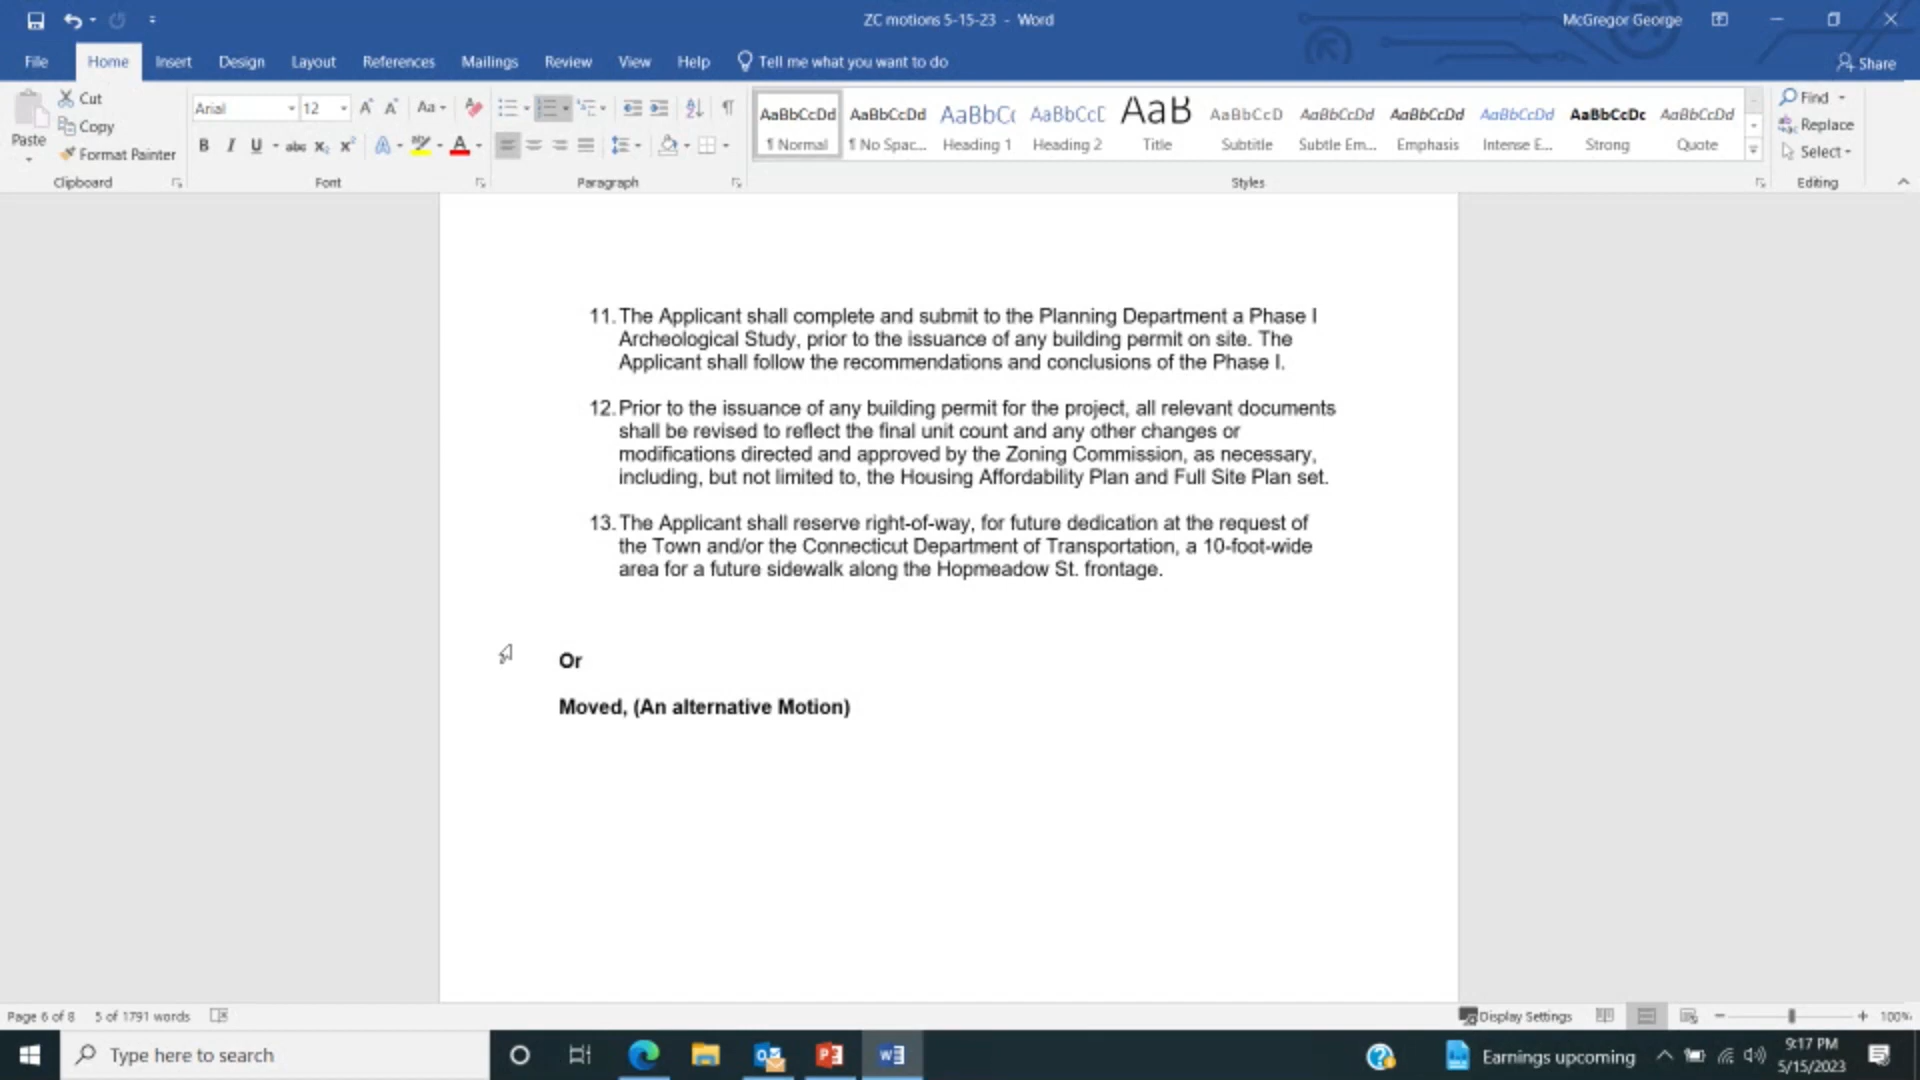 ZC motions 5-15-23 - Word
McGregor George
File Home Insert Design Layout References Mailings Review View Help Tell me what you want to do
Share
Paste
Cut
Copy
Format Painter
Clipboard
Arial 12
Font
Paragraph
AaBbCcDd ¶ Normal
AaBbCcDd ¶ No Spac...
AaBbCc Heading 1
AaBbCcD Heading 2
AaB Title
AaBbCcD Subtitle
AaBbCcDd Subtle Em...
AaBbCcDd Emphasis
AaBbCcDd Intense E...
AaBbCcDc Strong
AaBbCcDd Quote
Styles
Find
Replace
Select
Editing
11. The Applicant shall complete and submit to the Planning Department a Phase I
Archeological Study, prior to the issuance of any building permit on site. The
Applicant shall follow the recommendations and conclusions of the Phase I.
12. Prior to the issuance of any building permit for the project, all relevant documents
shall be revised to reflect the final unit count and any other changes or
modifications directed and approved by the Zoning Commission, as necessary,
including, but not limited to, the Housing Affordability Plan and Full Site Plan set.
13. The Applicant shall reserve right-of-way, for future dedication at the request of
the Town and/or the Connecticut Department of Transportation, a 10-foot-wide
area for a future sidewalk along the Hopmeadow St. frontage.
Or
Moved, (An alternative Motion)
Page 6 of 8 5 of 1791 words
Display Settings
100%
Type here to search
Earnings upcoming
9:17 PM
5/15/2023